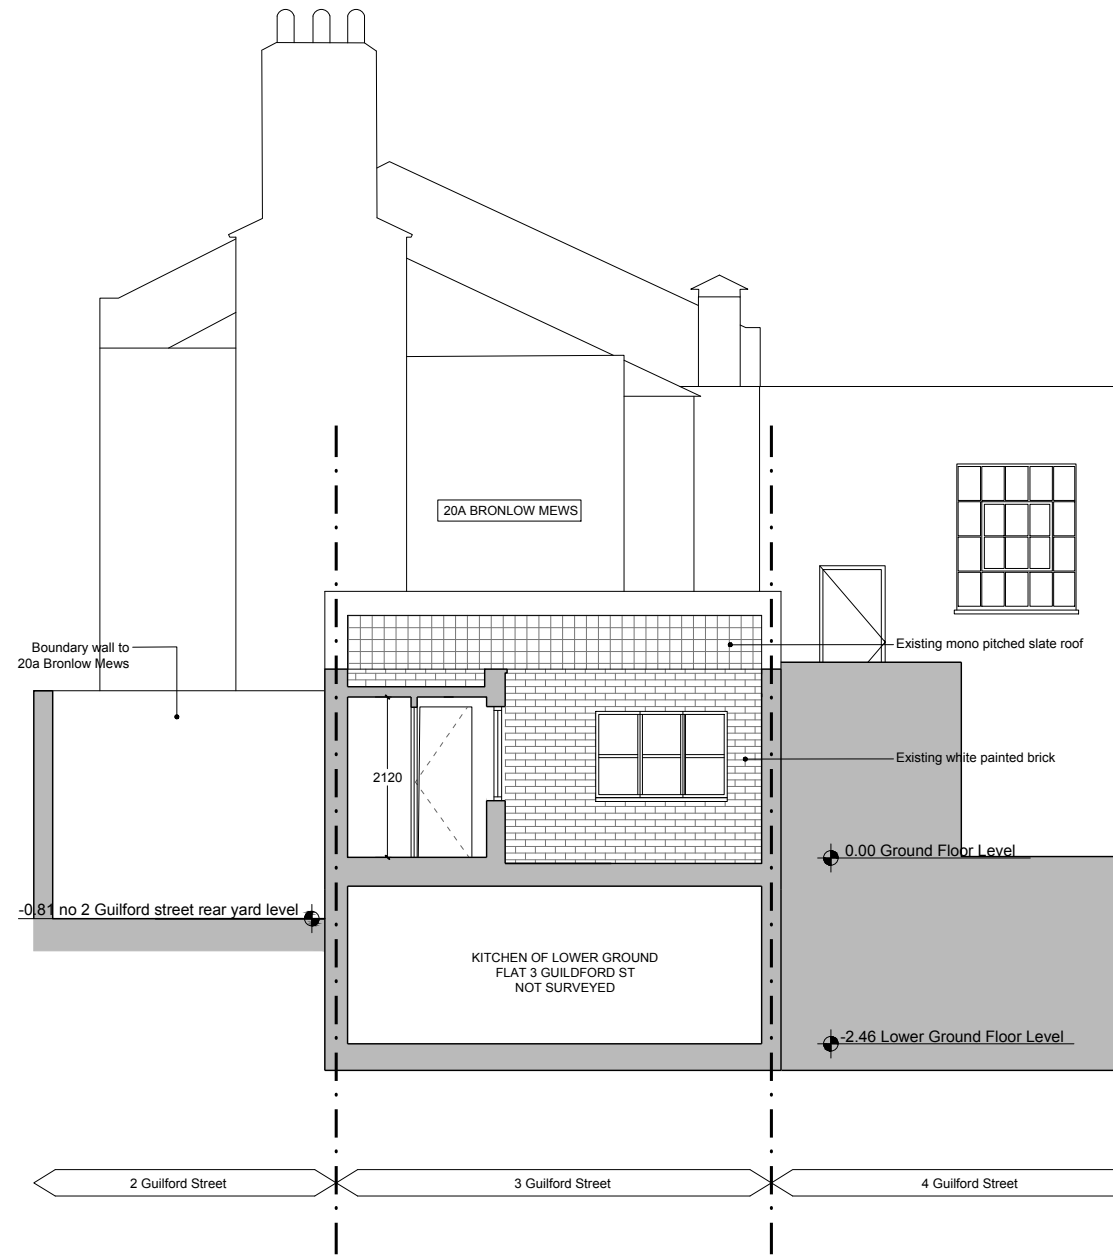 20A BRONLOW MEWS
Boundary wall to
20a Bronlow Mews
Existing mono pitched slate roof
Existing white painted brick
2120
0.00 Ground Floor Level
-0.81 no 2 Guilford street rear yard level
KITCHEN OF LOWER GROUND
FLAT 3 GUILDFORD ST
NOT SURVEYED
-2.46 Lower Ground Floor Level
2 Guilford Street
3 Guilford Street
4 Guilford Street